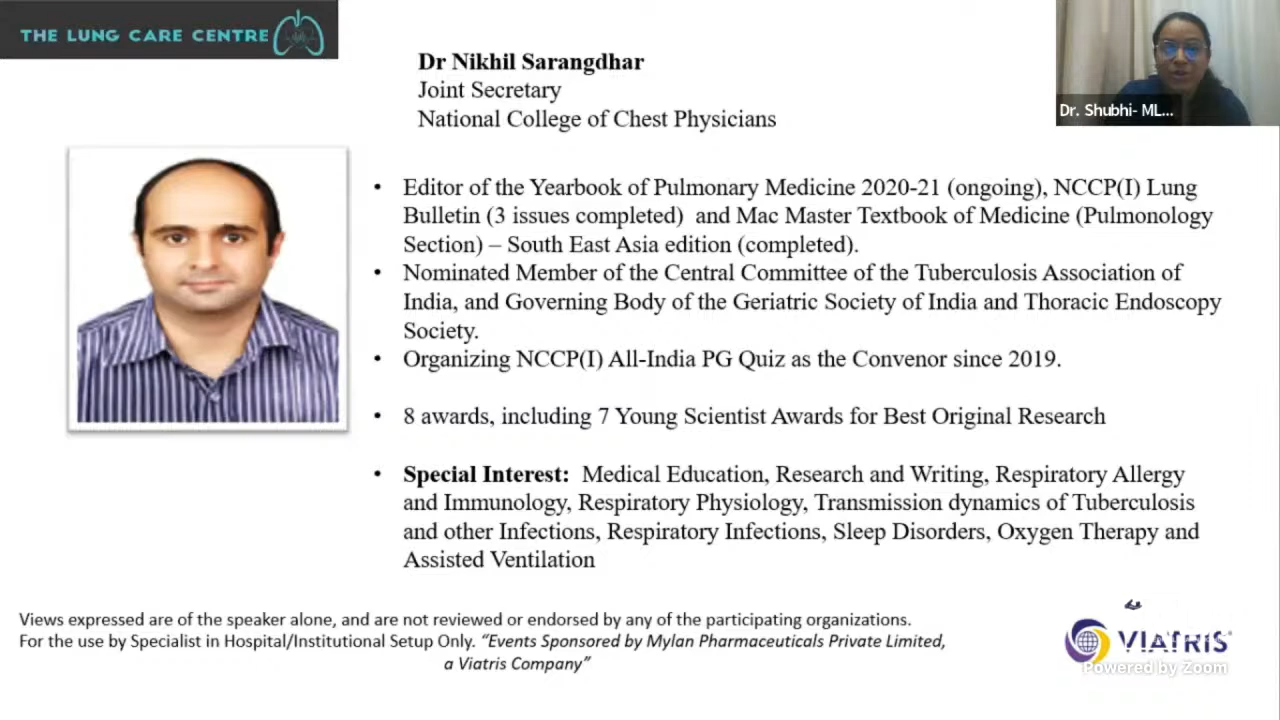 THE LUNG CARE CENTRE
Dr Nikhil Sarangdhar
Joint Secretary
National College of Chest Physicians
Dr. Shubhi- ML...
• Editor of the Yearbook of Pulmonary Medicine 2020-21 (ongoing), NCCP(I) Lung
Bulletin (3 issues completed) and Mac Master Textbook of Medicine (Pulmonology
Section) – South East Asia edition (completed).
• Nominated Member of the Central Committee of the Tuberculosis Association of
India, and Governing Body of the Geriatric Society of India and Thoracic Endoscopy
Society.
• Organizing NCCP(I) All-India PG Quiz as the Convenor since 2019.
• 8 awards, including 7 Young Scientist Awards for Best Original Research
• Special Interest: Medical Education, Research and Writing, Respiratory Allergy
and Immunology, Respiratory Physiology, Transmission dynamics of Tuberculosis
and other Infections, Respiratory Infections, Sleep Disorders, Oxygen Therapy and
Assisted Ventilation
Views expressed are of the speaker alone, and are not reviewed or endorsed by any of the participating organizations.
For the use by Specialist in Hospital/Institutional Setup Only. “Events Sponsored by Mylan Pharmaceuticals Private Limited,
a Viatris Company”
VIATRIS
Powered by Zoom